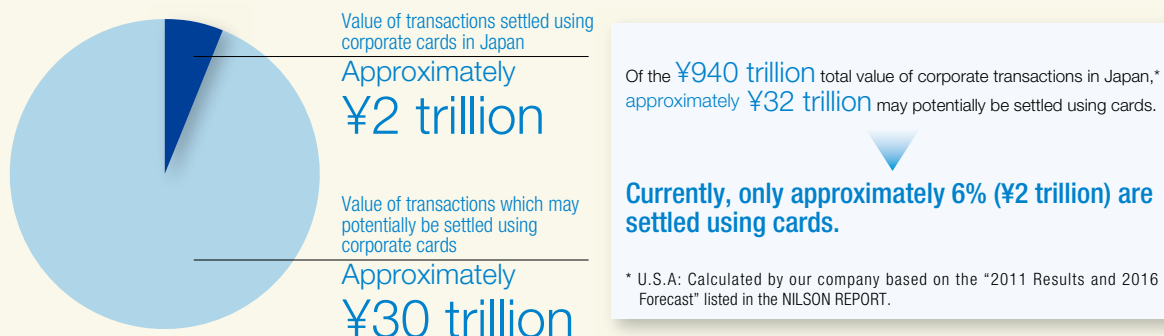 Value of transactions settled using
corporate cards in Japan
Approximately
¥2 trillion
Value of transactions which may
potentially be settled using
corporate cards
Approximately
¥30 trillion
Of the ¥940 trillion total value of corporate transactions in Japan,*
approximately ¥32 trillion may potentially be settled using cards.
Currently, only approximately 6% (¥2 trillion) are
settled using cards.
* U.S.A: Calculated by our company based on the “2011 Results and 2016
Forecast” listed in the NILSON REPORT.